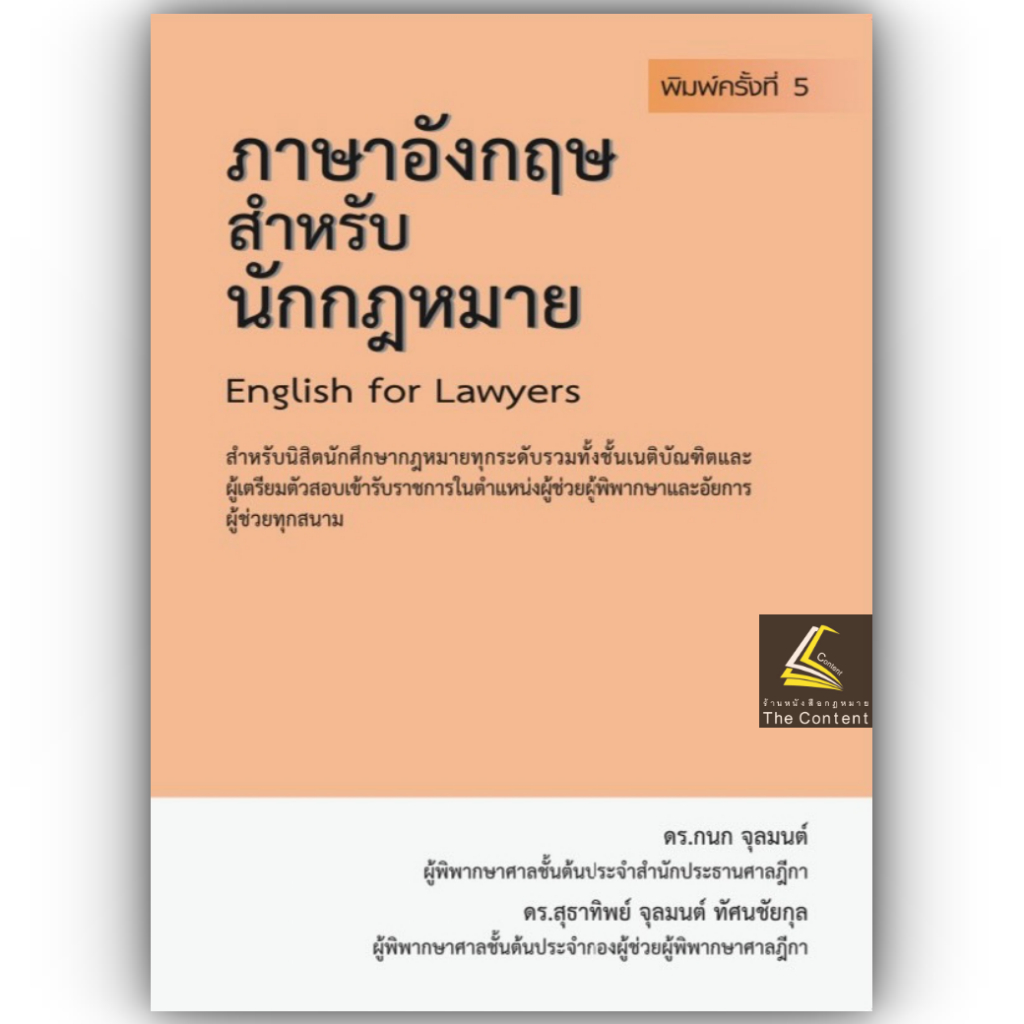 พิมพ์ครั้งที่ 5
ภาษาอังกฤษ
สำหรับ
นักกฎหมาย
English for Lawyers
สำหรับนิสิตนักศึกษากฎหมายทุกระดับรวมทั้งชั้นเนติบัณฑิตและ
ผู้เตรียมตัวสอบเข้ารับราชการในตำแหน่งผู้ช่วยผู้พิพากษาและอัยการ
ผู้ช่วยทุกสนาม
Content
ร้านหนังสือกฎหมาย
The Content
ดร.กนก จุลมนต์
ผู้พิพากษาศาลชั้นต้นประจำสำนักประธานศาลฎีกา
ดร.สุธาทิพย์ จุลมนต์ ทัศนชัยกุล
ผู้พิพากษาศาลชั้นต้นประจำกองผู้ช่วยผู้พิพากษาศาลฎีกา